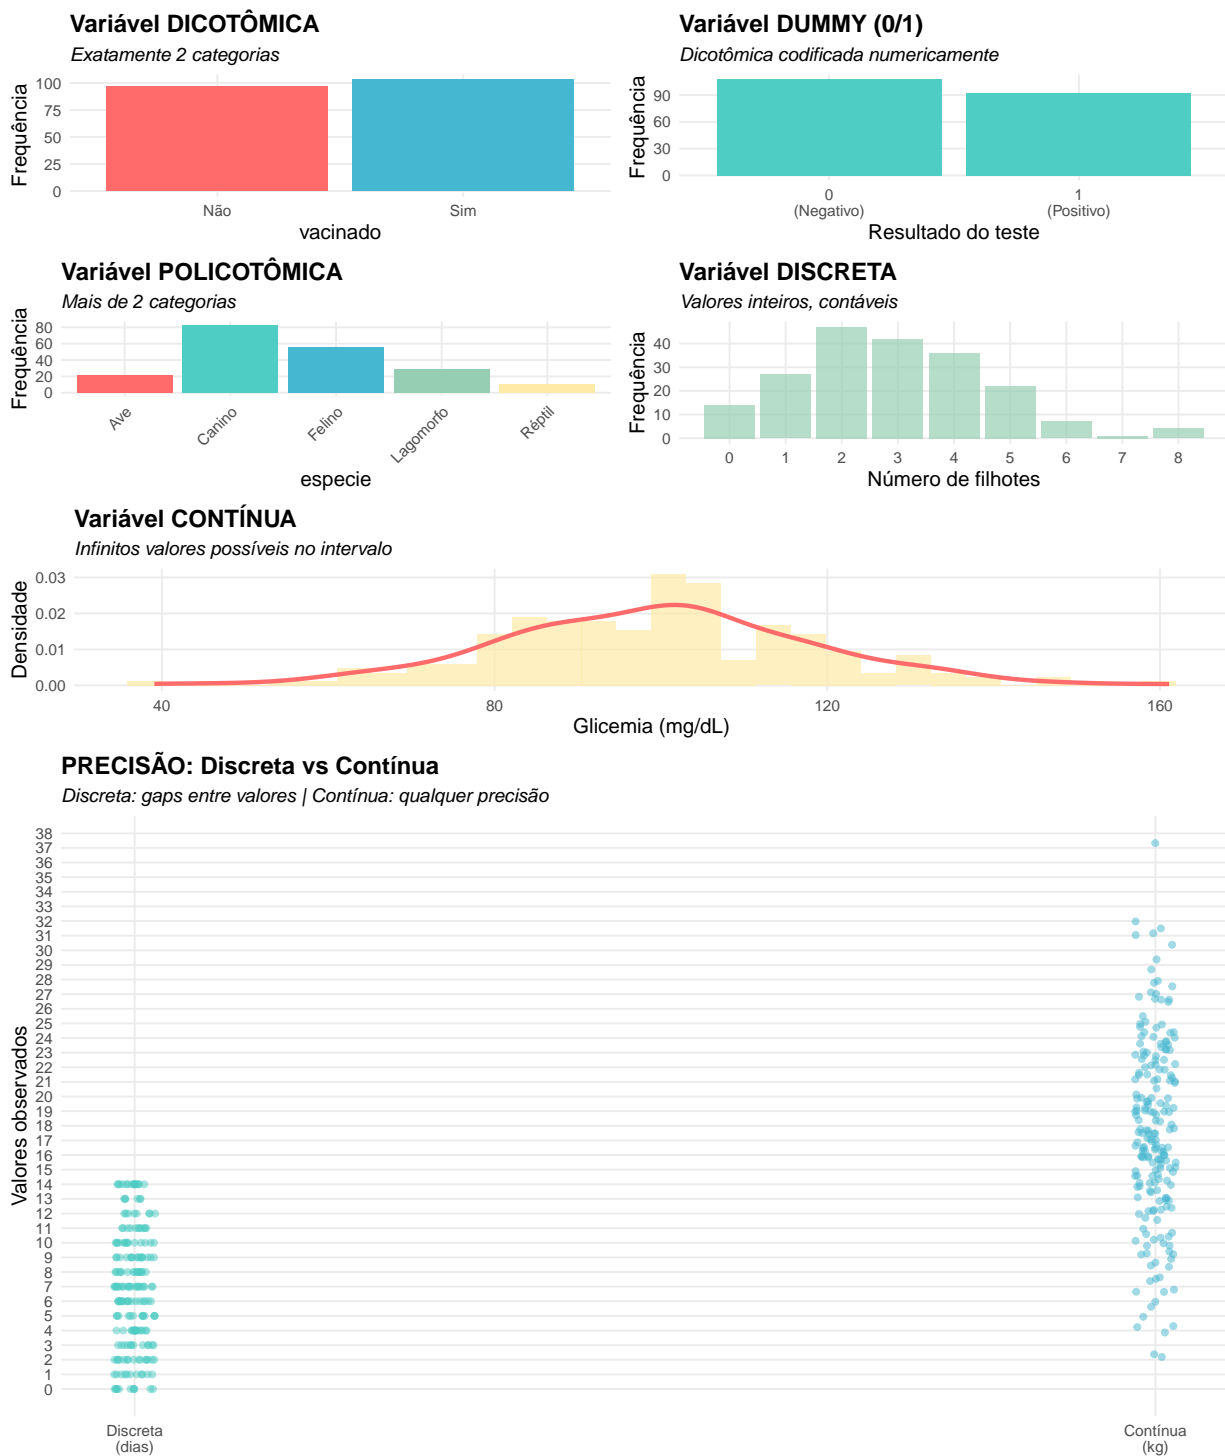 Variável DICOTÔMICA
Exatamente 2 categorias
Frequência
100
75
50
25
0
Não
Sim
vacinado
Variável DUMMY (0/1)
Dicotômica codificada numericamente
Frequência
90
60
30
0
0
(Negativo)
1
(Positivo)
Resultado do teste
Variável POLICOTÔMICA
Mais de 2 categorias
Frequência
80
60
40
20
0
Ave
Canino
Felino
Lagomorfo
Réptil
especie
Variável DISCRETA
Valores inteiros, contáveis
Frequência
40
30
20
10
0
0
1
2
3
4
5
6
7
8
Número de filhotes
Variável CONTÍNUA
Infinitos valores possíveis no intervalo
Densidade
0.03
0.02
0.01
0.00
40
80
120
160
Glicemia (mg/dL)
PRECISÃO: Discreta vs Contínua
Discreta: gaps entre valores | Contínua: qualquer precisão
Valores observados
38
37
36
35
34
33
32
31
30
29
28
27
26
25
24
23
22
21
20
19
18
17
16
15
14
13
12
11
10
9
8
7
6
5
4
3
2
1
0
Discreta
(dias)
Contínua
(kg)